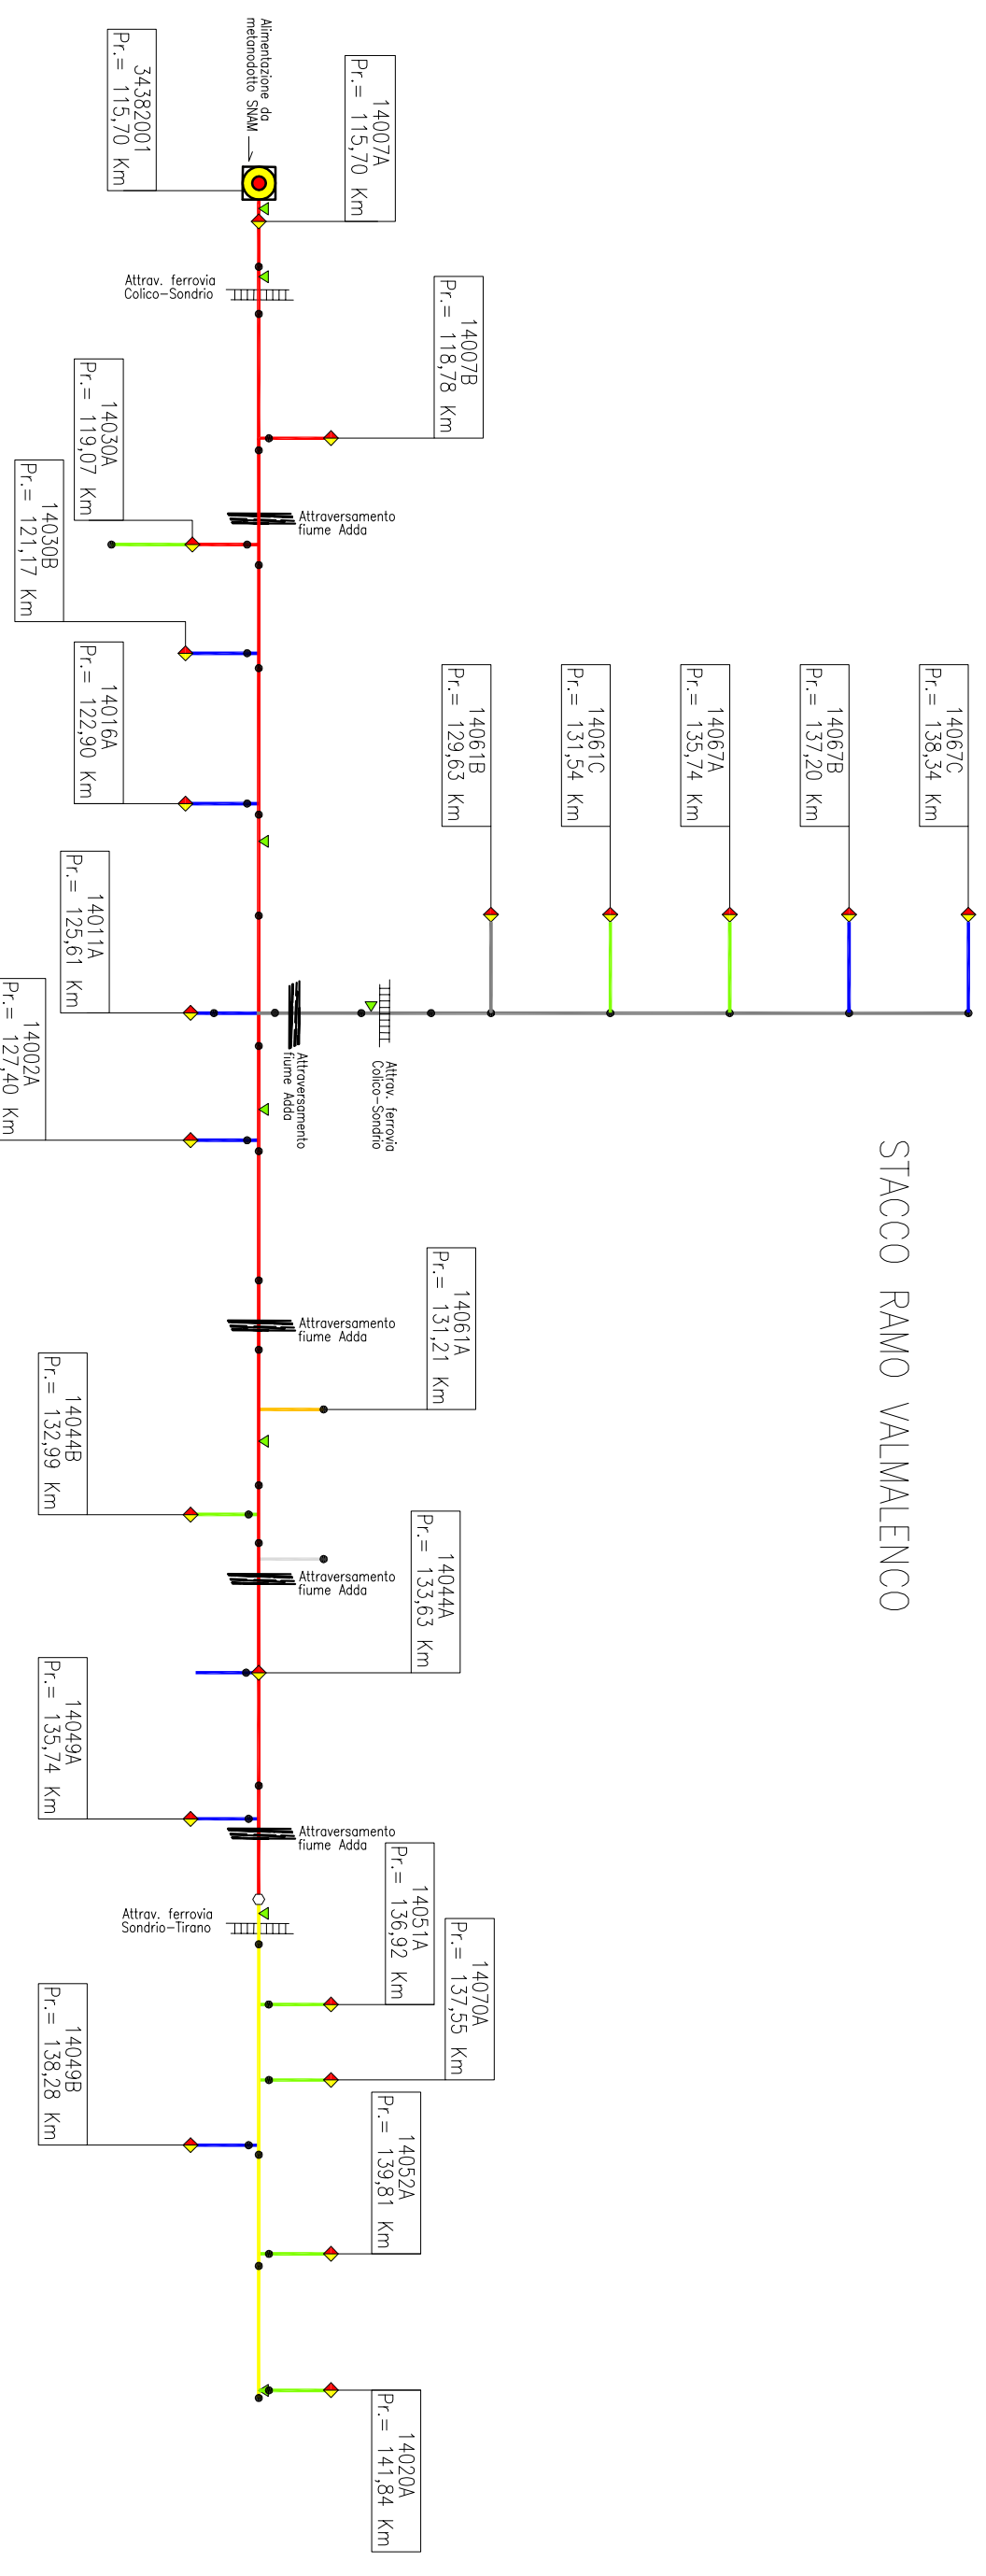 Alimentazione da
metanodotto SNAM
34382001
Pr.= 115,70 Km
14007A
Pr.= 115,70 Km
Attrav. ferrovia
Colico-Sondrio
14007B
Pr.= 118,78 Km
14030A
Pr.= 119,07 Km
Attraversamento
fiume Adda
14030B
Pr.= 121,17 Km
14016A
Pr.= 122,90 Km
14061B
Pr.= 129,63 Km
14061C
Pr.= 131,54 Km
14067A
Pr.= 135,74 Km
14067B
Pr.= 137,20 Km
14067C
Pr.= 138,34 Km
14011A
Pr.= 125,61 Km
14002A
Pr.= 127,40 Km
Attraversamento
fiume Adda
Attrav. ferrovia
Colico-Sondrio
STACCO RAMO VALMALENCO
14061A
Pr.= 131,21 Km
Attraversamento
fiume Adda
14044B
Pr.= 132,99 Km
14044A
Pr.= 133,63 Km
Attraversamento
fiume Adda
14049A
Pr.= 135,74 Km
Attraversamento
fiume Adda
14051A
Pr.= 136,92 Km
Attrav. ferrovia
Sondrio-Tirano
14070A
Pr.= 137,55 Km
14049B
Pr.= 138,28 Km
14052A
Pr.= 139,81 Km
14020A
Pr.= 141,84 Km